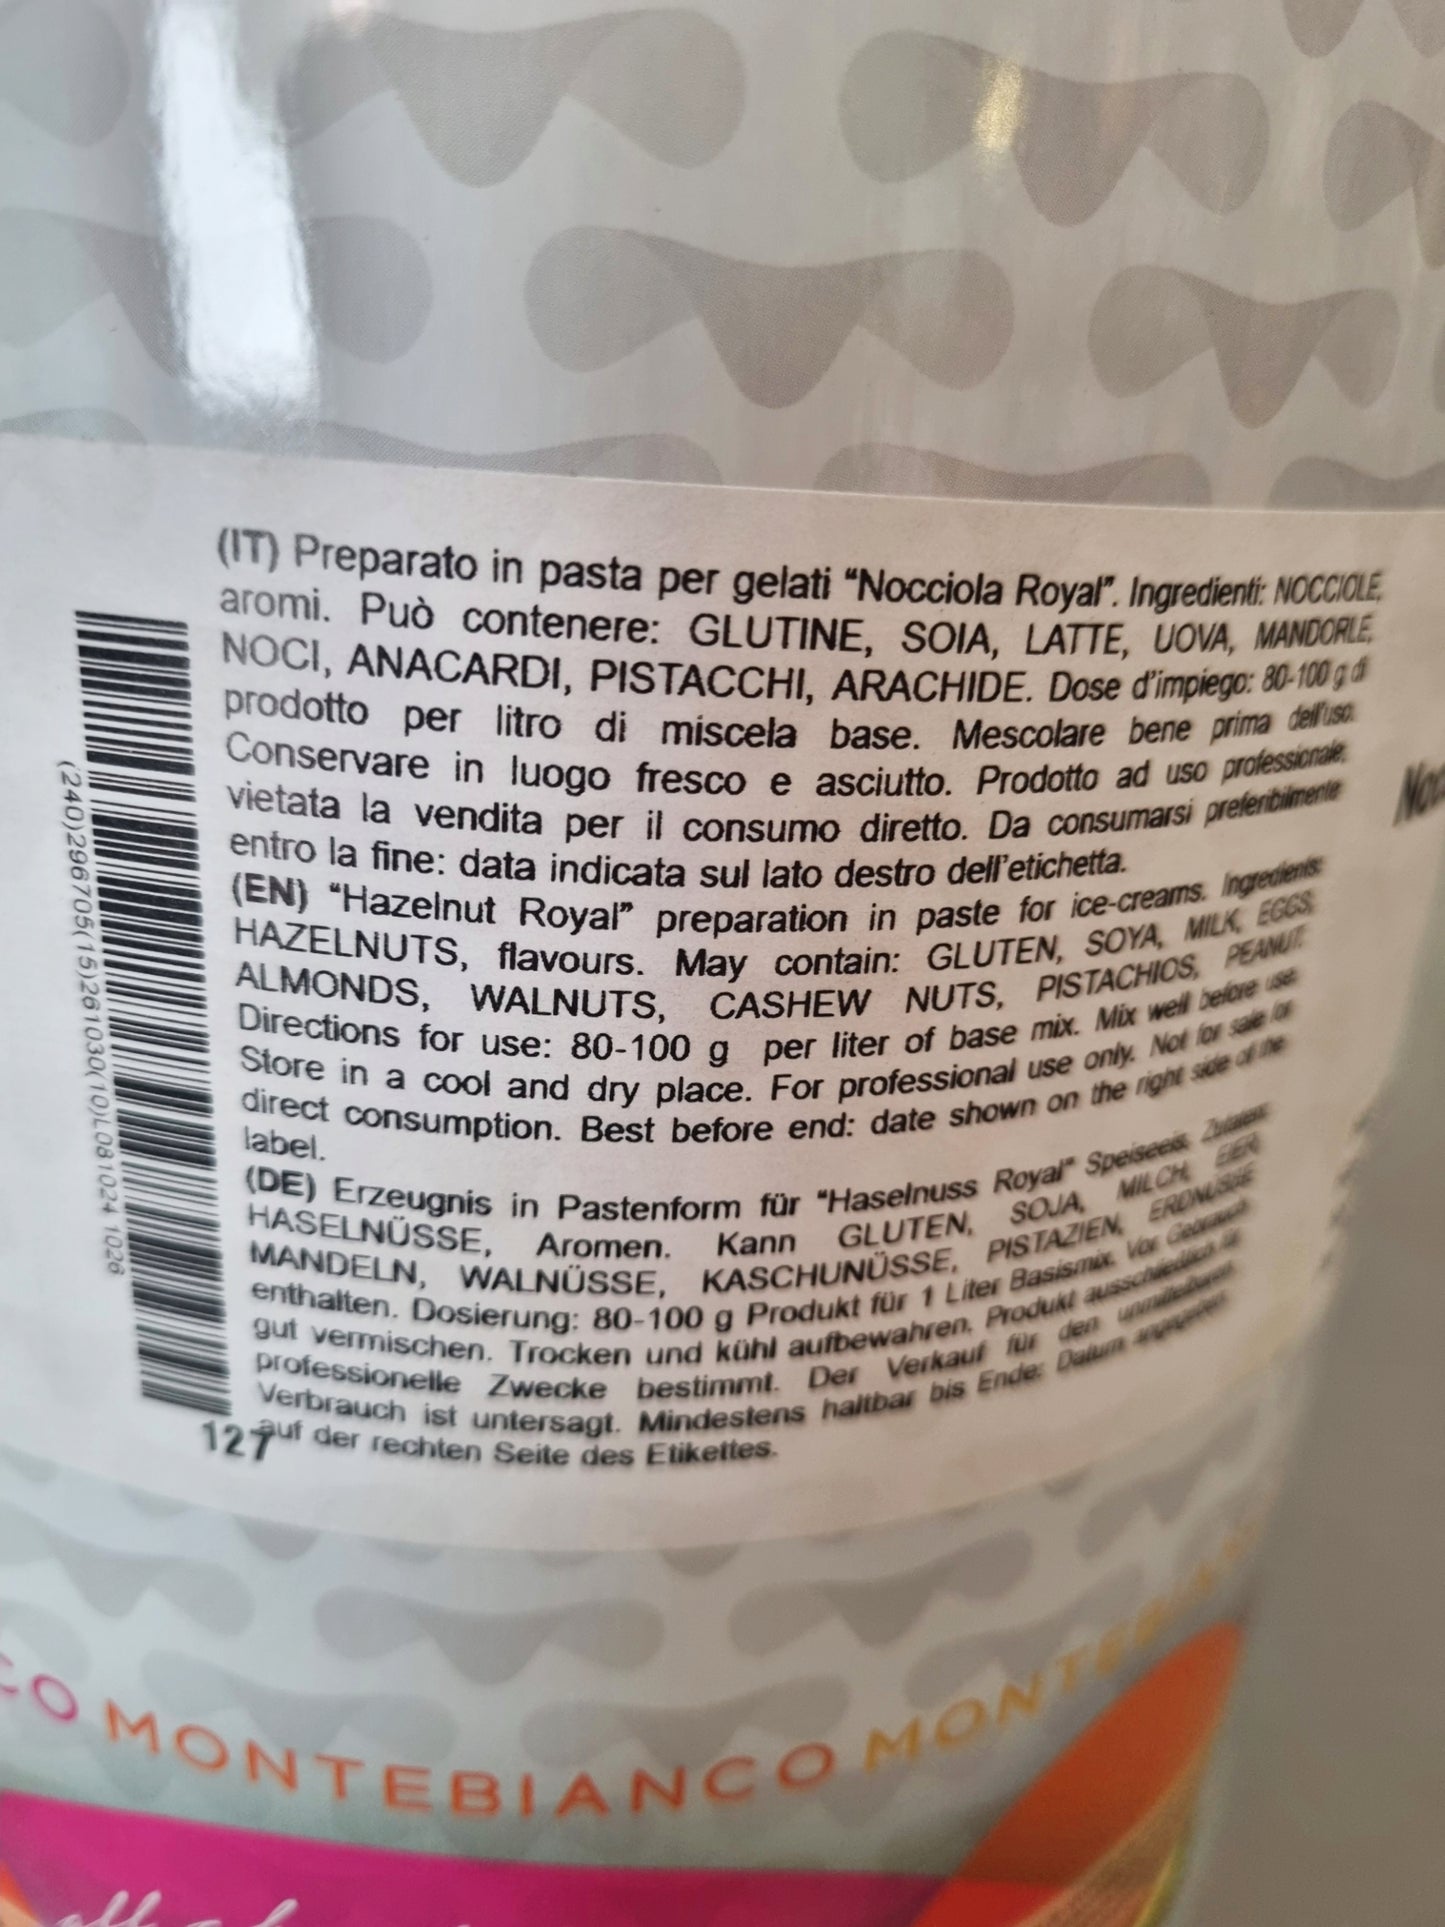 (IT) Preparato in pasta per gelati “Nocciola Royal”. Ingredienti: NOCCIOLE,
aromi. Può contenere: GLUTINE, SOIA, LATTE, UOVA, MANDORLE,
NOCI, ANACARDI, PISTACCHI, ARACHIDE. Dose d'impiego: 80-100 g di
prodotto per litro di miscela base. Mescolare bene prima dell'uso.
Conservare in luogo fresco e asciutto. Prodotto ad uso professionale,
vietata la vendita per il consumo diretto. Da consumarsi preferibilmente
entro la fine: data indicata sul lato destro dell'etichetta.
(EN) “Hazelnut Royal” preparation in paste for ice-creams. Ingredients:
HAZELNUTS, flavours. May contain: GLUTEN, SOYA, MILK, EGGS,
ALMONDS, WALNUTS, CASHEW NUTS, PISTACHIOS, PEANUT.
Directions for use: 80-100 g per liter of base mix. Mix well before use.
Store in a cool and dry place. For professional use only. Not for sale for
direct consumption. Best before end: date shown on the right side of the
label.
(DE) Erzeugnis in Pastenform für “Haselnuss Royal“ Speiseeis. Zutaten:
HASELNÜSSE, Aromen. Kann GLUTEN, SOJA, MILCH, EIER,
MANDELN, WALNÜSSE, KASCHUNÜSSE, PISTAZIEN, ERDNÜSSE
enthalten. Dosierung: 80-100 g Produkt für 1 Liter Basismix. Vor Gebrauch
gut vermischen. Trocken und kühl aufbewahren. Produkt ausschliedlich für
professionelle Zwecke bestimmt. Der Verkauf für den unmittelbaren
Verbrauch ist untersagt. Mindestens haltbar bis Ende: Datum angegeben
auf der rechten Seite des Etikettes.
(240)296705(15)261030(10)L081024 1026
127
CO MONTEBIANCO MONTEBIANCO